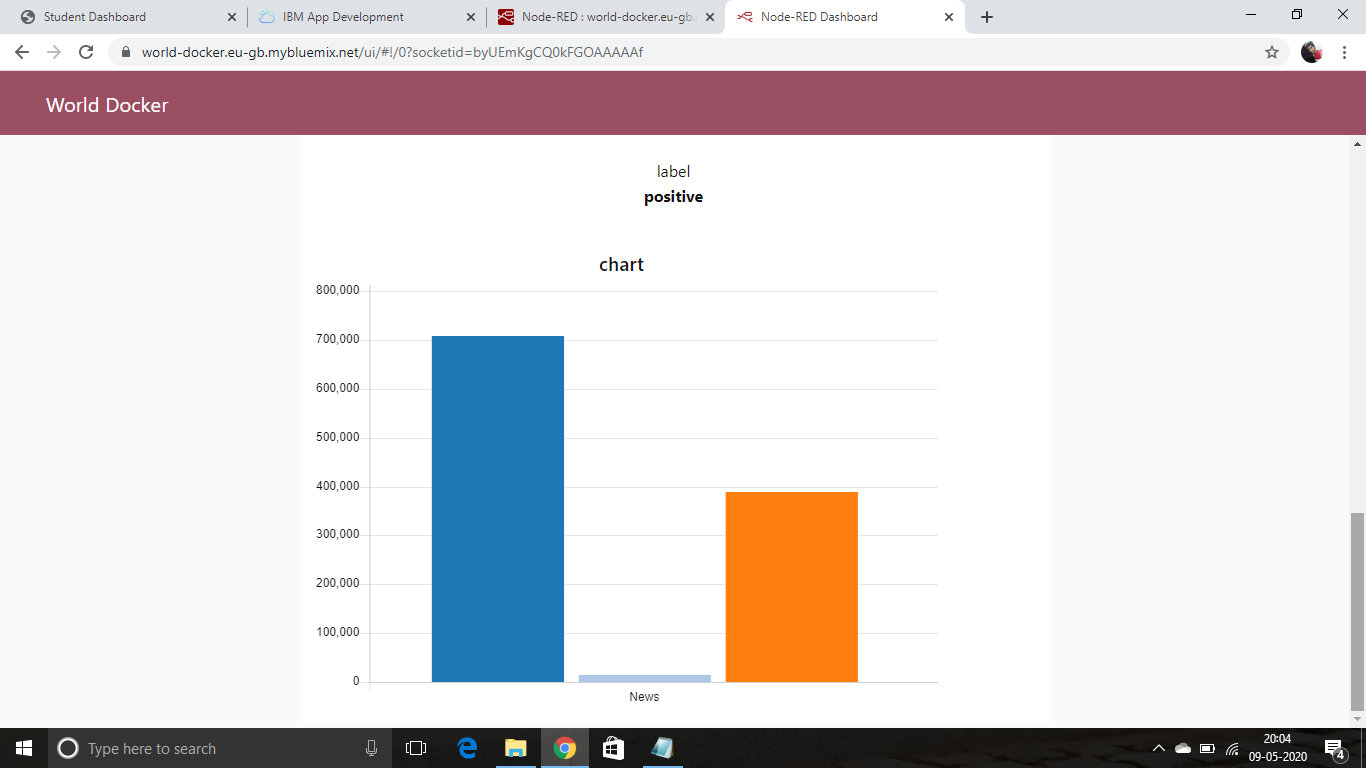 Student Dashboard
IBM App Development
Node-RED : world-docker.eu-gb.
Node-RED Dashboard
world-docker.eu-gb.mybluemix.net/ui/#!/0?socketid=byUEmKgCQ0kFGOAAAAAf
World Docker
label
positive
chart
800,000
700,000
600,000
500,000
400,000
300,000
200,000
100,000
0
News
Type here to search
20:04
09-05-2020
4